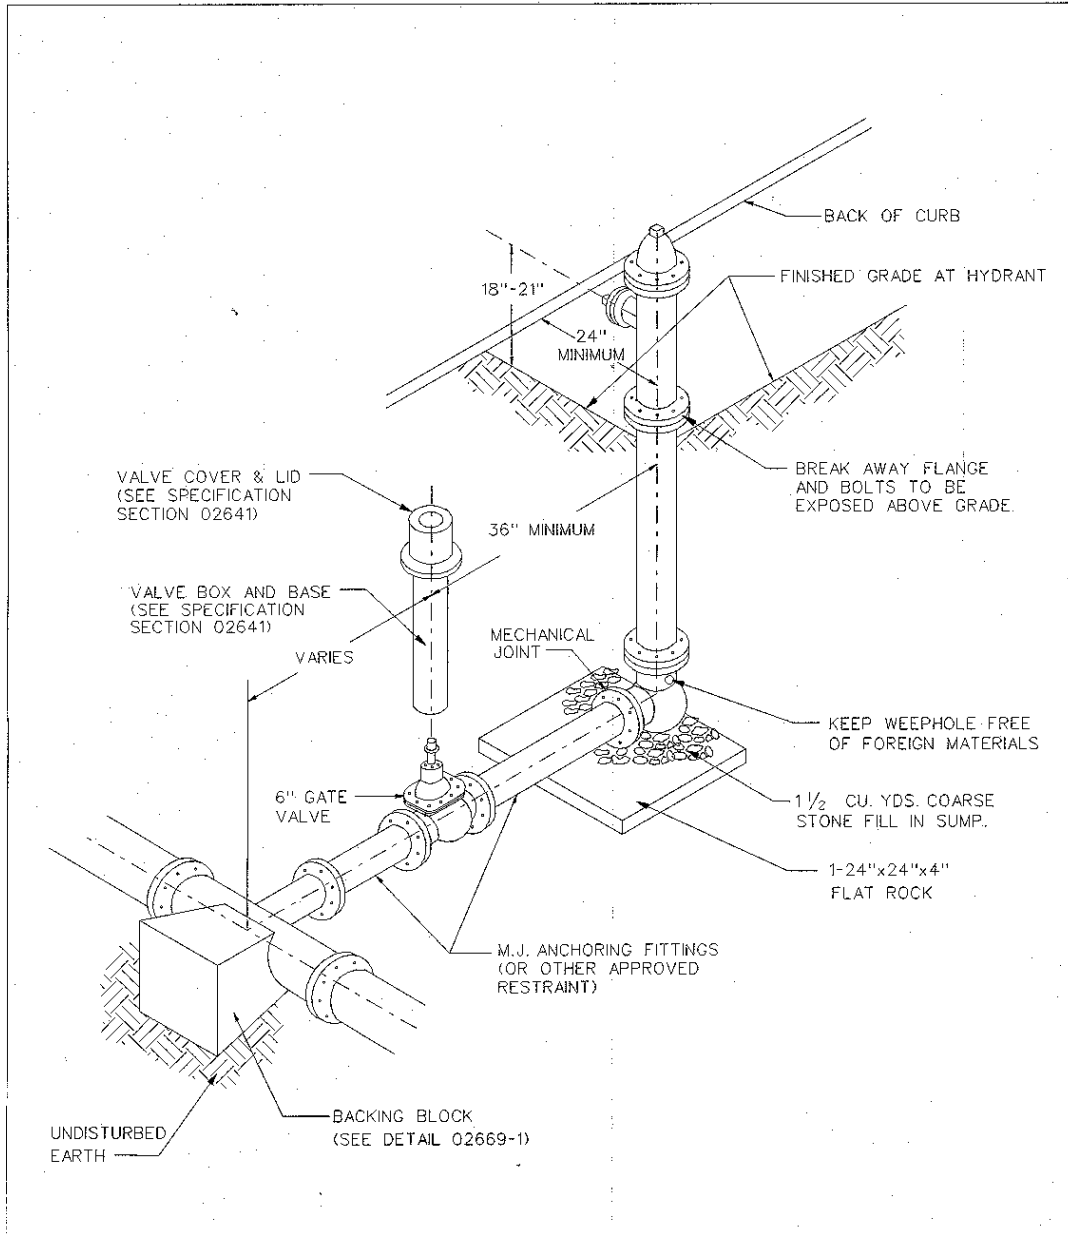 BACK OF CURB
FINISHED GRADE AT HYDRANT
18"-21"
24"
MINIMUM
BREAK AWAY FLANGE
AND BOLTS TO BE
EXPOSED ABOVE GRADE.
VALVE COVER & LID
(SEE SPECIFICATION
SECTION 02641)
36" MINIMUM
VALVE BOX AND BASE
(SEE SPECIFICATION
SECTION 02641)
VARIES
MECHANICAL
JOINT
KEEP WEEPHOLE FREE
OF FOREIGN MATERIALS
6" GATE
VALVE
1 1/2 CU. YDS. COARSE
STONE FILL IN SUMP.
1-24"x24"x4"
FLAT ROCK
M.J. ANCHORING FITTINGS
(OR OTHER APPROVED
RESTRAINT)
BACKING BLOCK
(SEE DETAIL 02669-1)
UNDISTURBED
EARTH